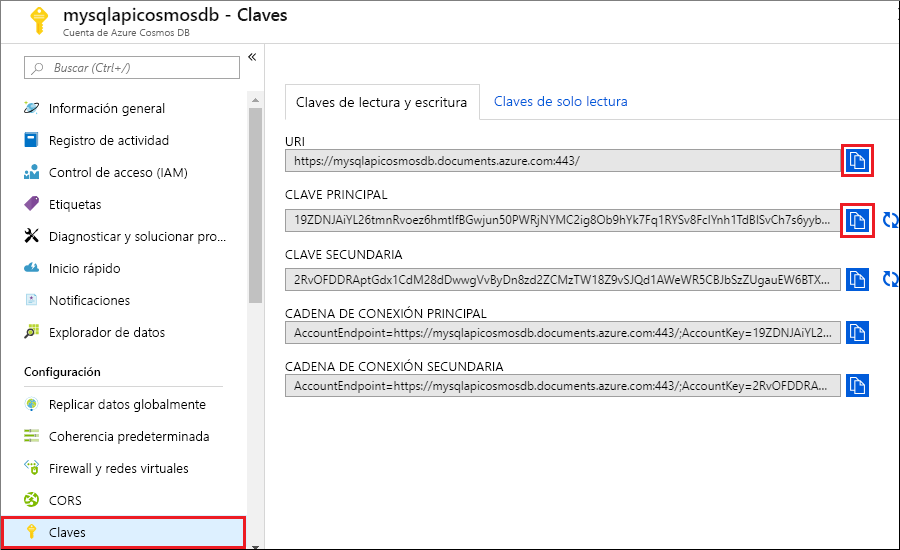 mysqlapicosmosdb - Claves
Cuenta de Azure Cosmos DB
Buscar (Ctrl+/)
«
Información general
Registro de actividad
Control de acceso (IAM)
Etiquetas
Diagnosticar y solucionar pro...
Inicio rápido
Notificaciones
Explorador de datos
Configuración
Replicar datos globalmente
Coherencia predeterminada
Firewall y redes virtuales
CORS
Claves
Claves de lectura y escritura
Claves de solo lectura
URI
https://mysqlapicosmosdb.documents.azure.com:443/
CLAVE PRINCIPAL
19ZDNJAiYL26tmnRvoez6hmtIfBGwjun50PWRjNYMC2ig8Ob9hYk7Fq1RYSv8FcIYnh1TdBISvCh7s6yyb...
CLAVE SECUNDARIA
2RvOFDDRAptGdx1CdM28dDwwgVvByDn8zd2ZCMzTW18Z9vSJQd1AWeWR5CBJbSzZUgauEW6BTX...
CADENA DE CONEXIÓN PRINCIPAL
AccountEndpoint=https://mysqlapicosmosdb.documents.azure.com:443/;AccountKey=19ZDNJAiYL2...
CADENA DE CONEXIÓN SECUNDARIA
AccountEndpoint=https://mysqlapicosmosdb.documents.azure.com:443/;AccountKey=2RvOFDDRA...